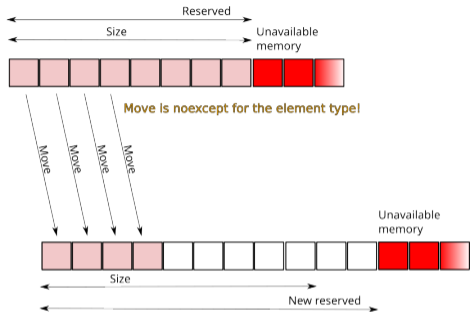 Reserved
Size
Unavailable
memory
Move is noexcept for the element type!
Move
Move
Move
Move
Unavailable
memory
Size
New reserved